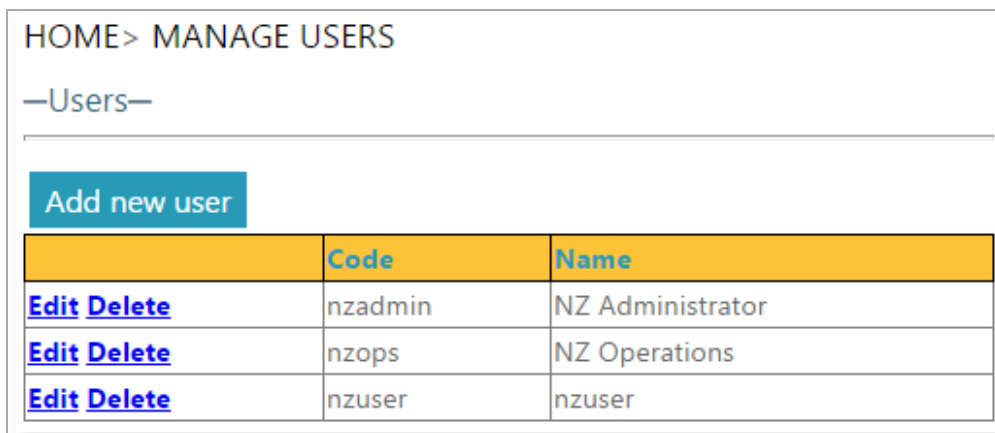 HOME> MANAGE USERS
—Users—
Add new user
Code Name
Edit Delete nzadmin NZ Administrator
Edit Delete nzops NZ Operations
Edit Delete nzuser nzuser